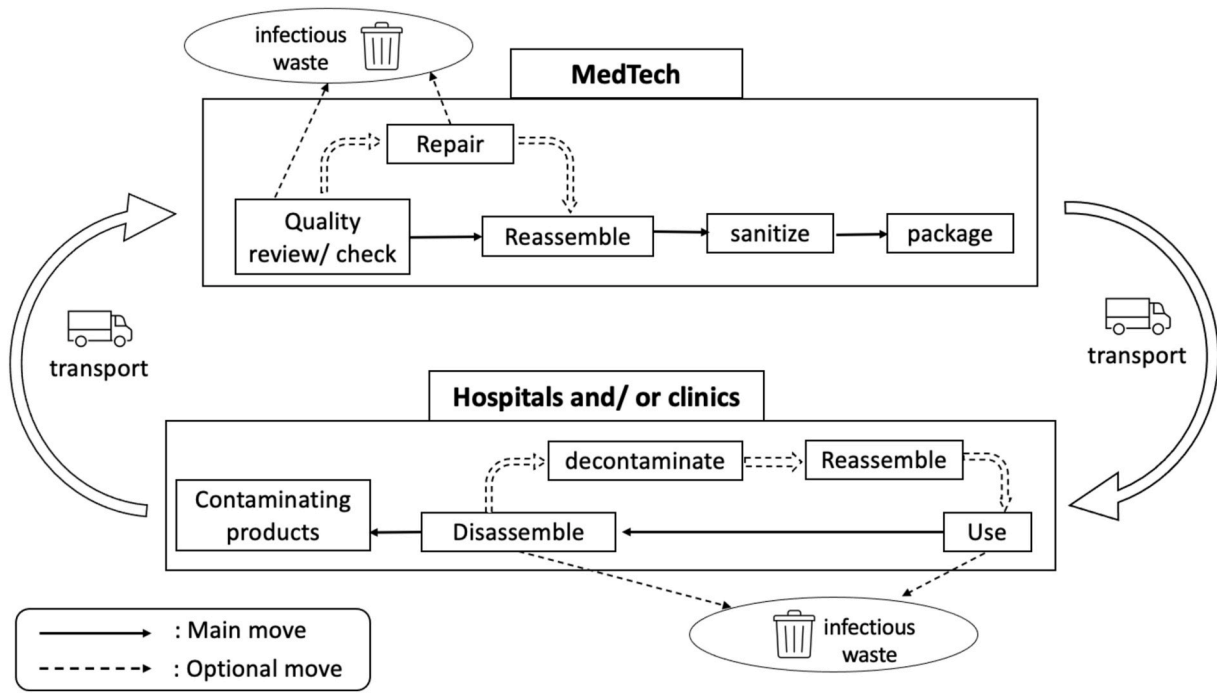 infectious
waste
MedTech
Repair
Quality
review/ check
Reassemble
sanitize
package
transport
transport
Hospitals and/ or clinics
decontaminate
Reassemble
Contaminating
products
Disassemble
Use
infectious
waste
: Main move
: Optional move